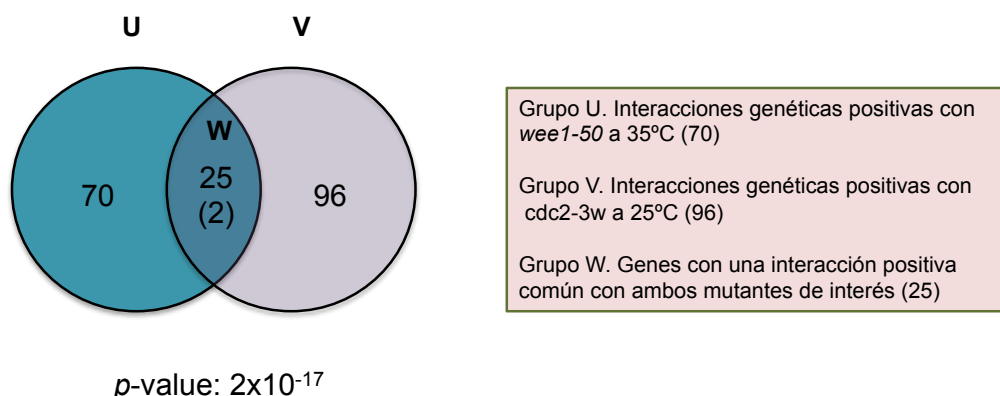 U
V
W
70
25
(2)
96
Grupo U. Interacciones genéticas positivas con
wee1-50 a 35ºC (70)
Grupo V. Interacciones genéticas positivas con
cdc2-3w a 25ºC (96)
Grupo W. Genes con una interacción positiva
común con ambos mutantes de interés (25)
p-value: 2x10-17